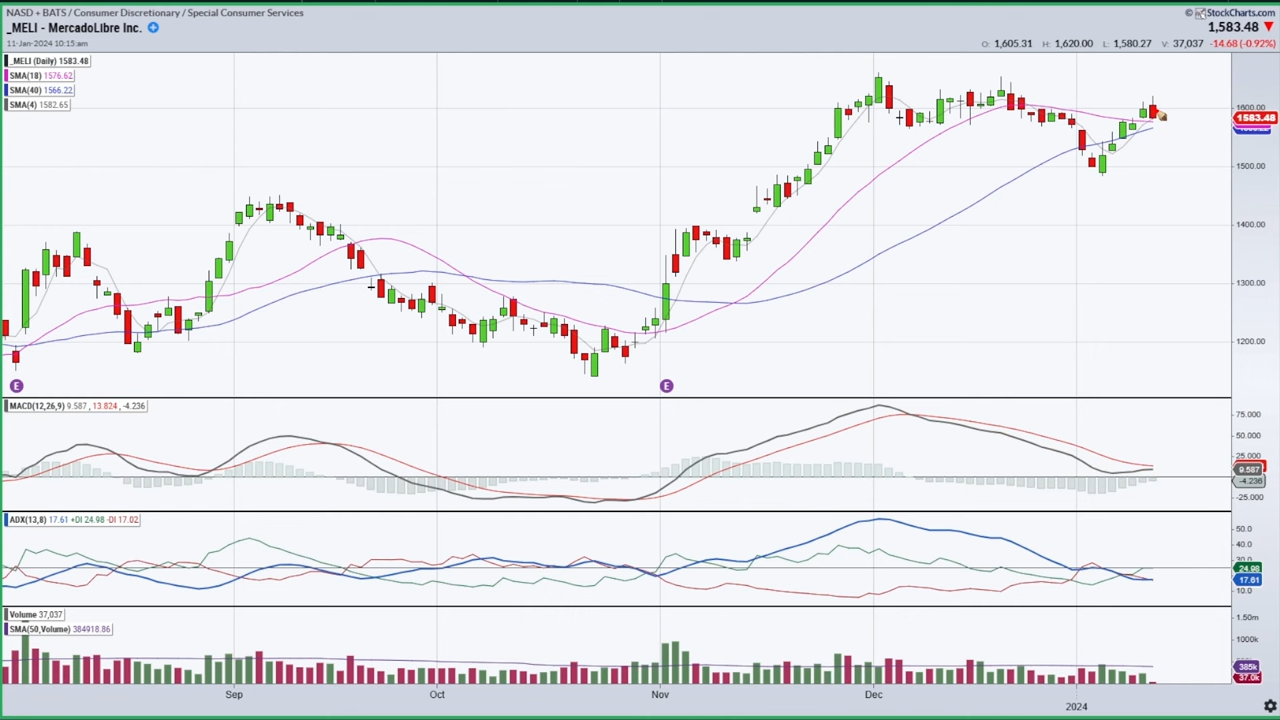 NASD + BATS / Consumer Discretionary / Special Consumer Services
© StockCharts.com
_MELI - MercadoLibre Inc.
1,583.48
11-Jan-2024 10:15am
O: 1,605.31 H: 1,620.00 L: 1,580.27 V: 37,037 -14.68 (-0.92%)
_MELI (Daily) 1583.48
SMA(18) 1576.62
SMA(40) 1566.22
SMA(4) 1582.65
1600.00
1583.48
1500.00
1400.00
1300.00
1200.00
E
E
MACD(12,26,9) 9.587, 13.824, -4.236
75.000
50.000
25.000
9.587
-4.236
-25.000
ADX(13,8) 17.61 +DI 24.98 -DI 17.02
50.0
40.0
30.0
24.98
17.61
10.0
Volume 37,037
SMA(50,Volume) 384918.86
1.50m
1000k
385k
37.0k
Sep Oct Nov Dec
2024